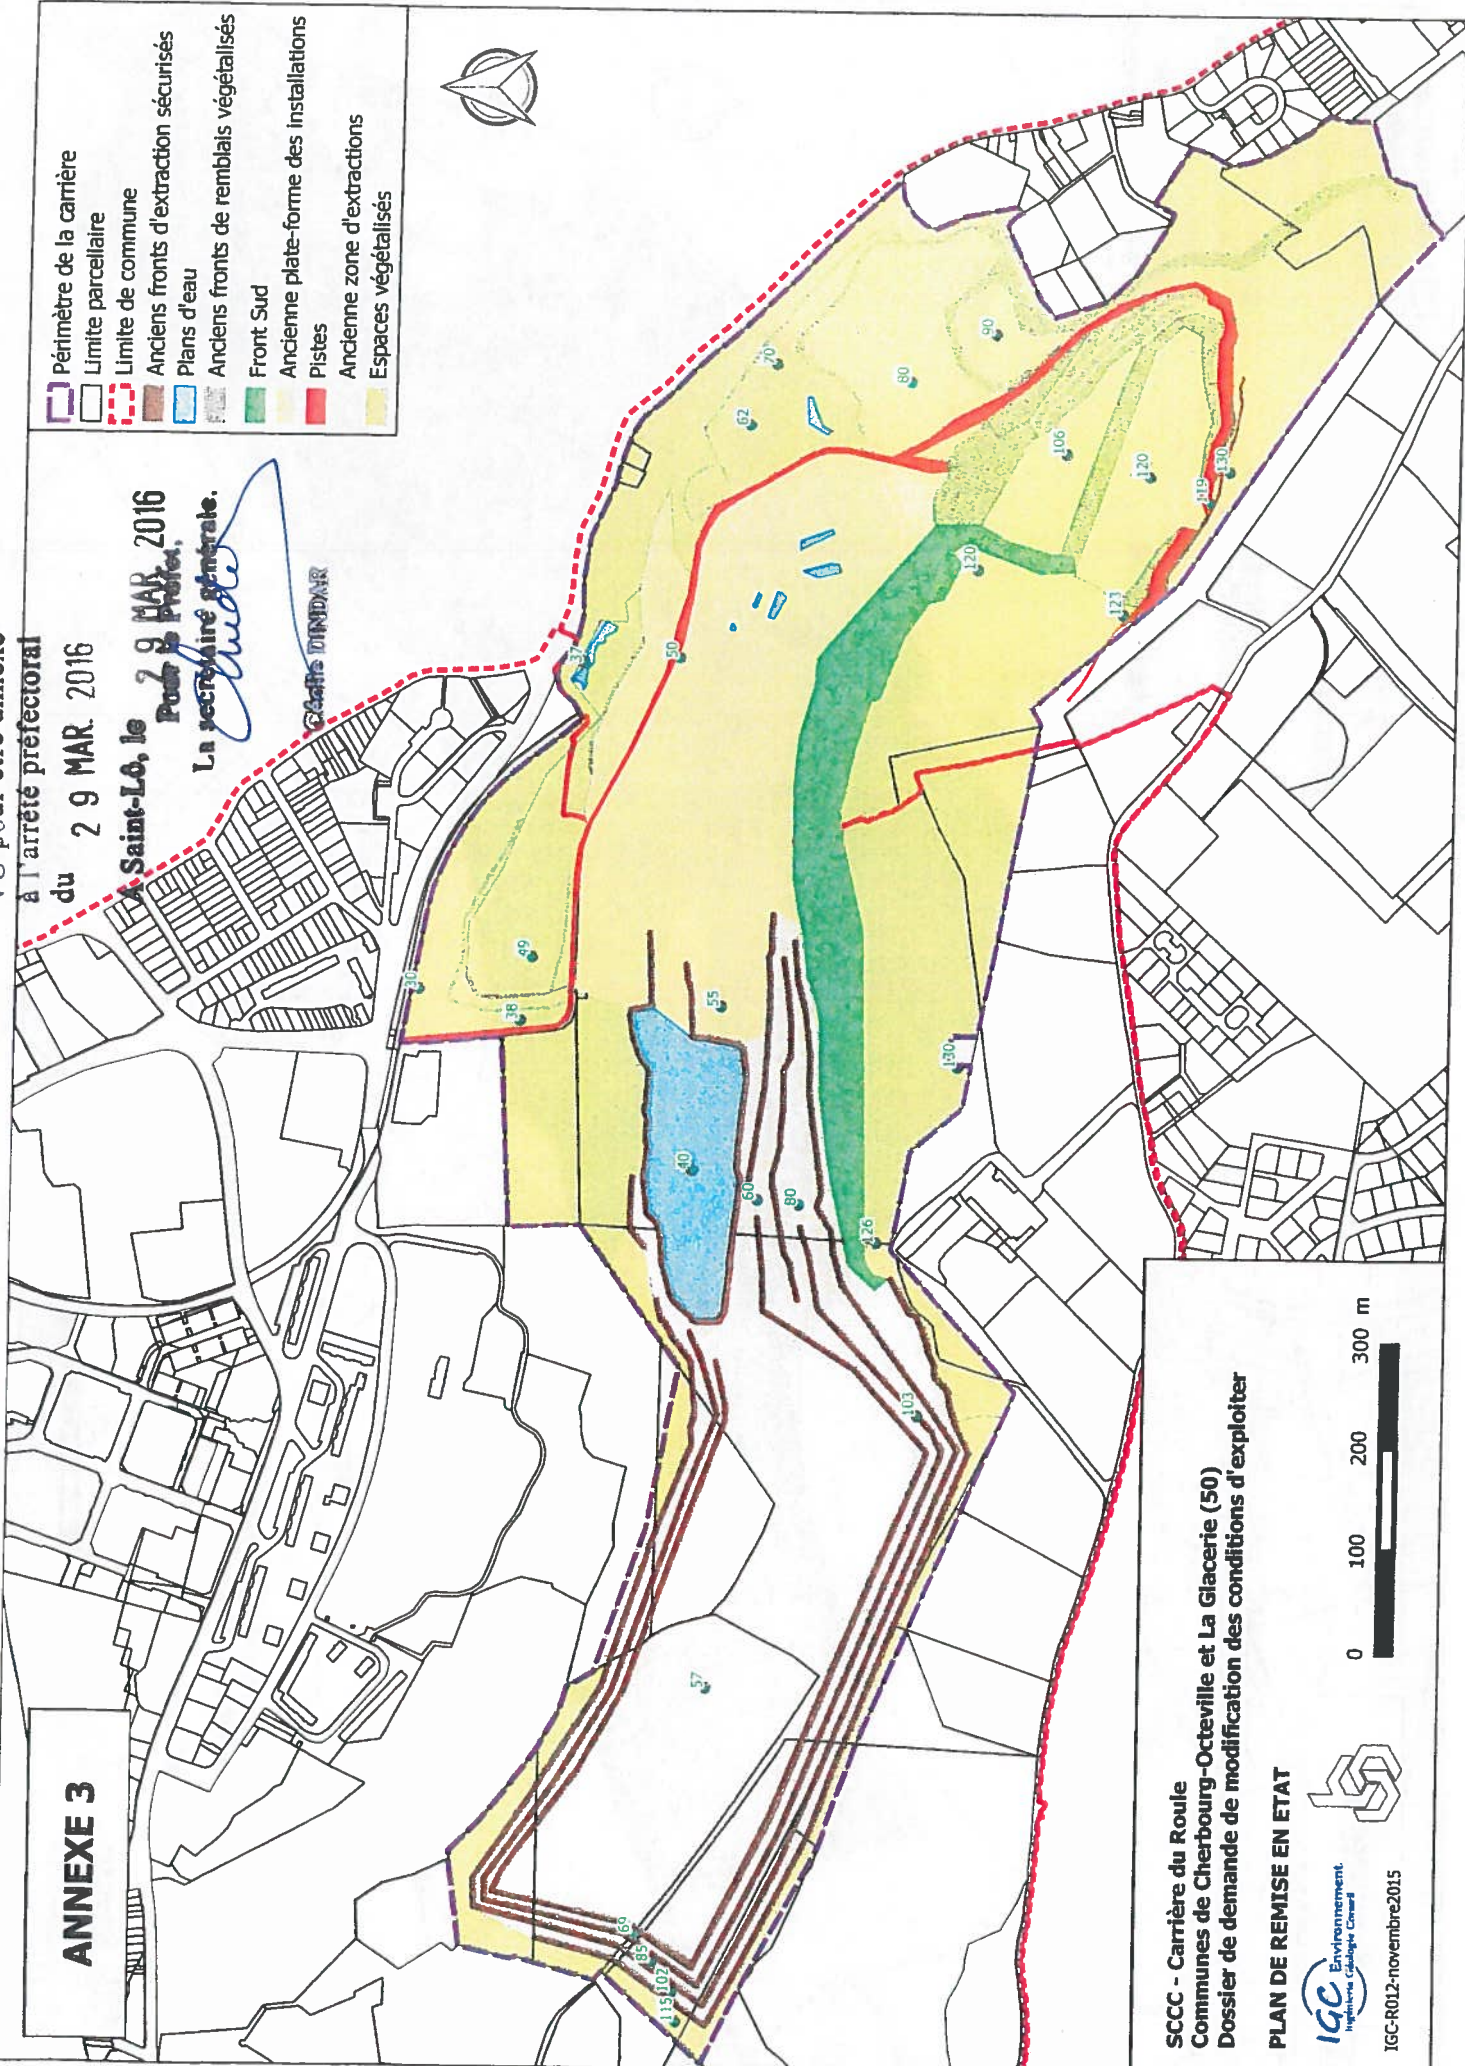 ANNEXE 3
à l'arrêté préfectoral
du 29 MAR. 2016
A Saint-Lô, le 29 MAR. 2016
Pour le Préfet,
La secrétaire générale.
DINDAR
Périmètre de la carrière
Limite parcellaire
Limite de commune
Anciens fronts d'extraction sécurisés
Plans d'eau
Anciens fronts de remblais végétalisés
Front Sud
Ancienne plate-forme des installations
Pistes
Ancienne zone d'extractions
Espaces végétalisés
30
38
49
37
50
62
70
80
90
106
120
119
130
123
120
55
40
60
80
130
126
103
57
69
85
102
115
SCCC - Carrière du Roule
Communes de Cherbourg-Octeville et La Glacerie (50)
Dossier de demande de modification des conditions d'exploiter
PLAN DE REMISE EN ETAT
0 100 200 300 m
IGC Environnement
Ingénierie Géologie Conseil
IGC-R012-novembre2015